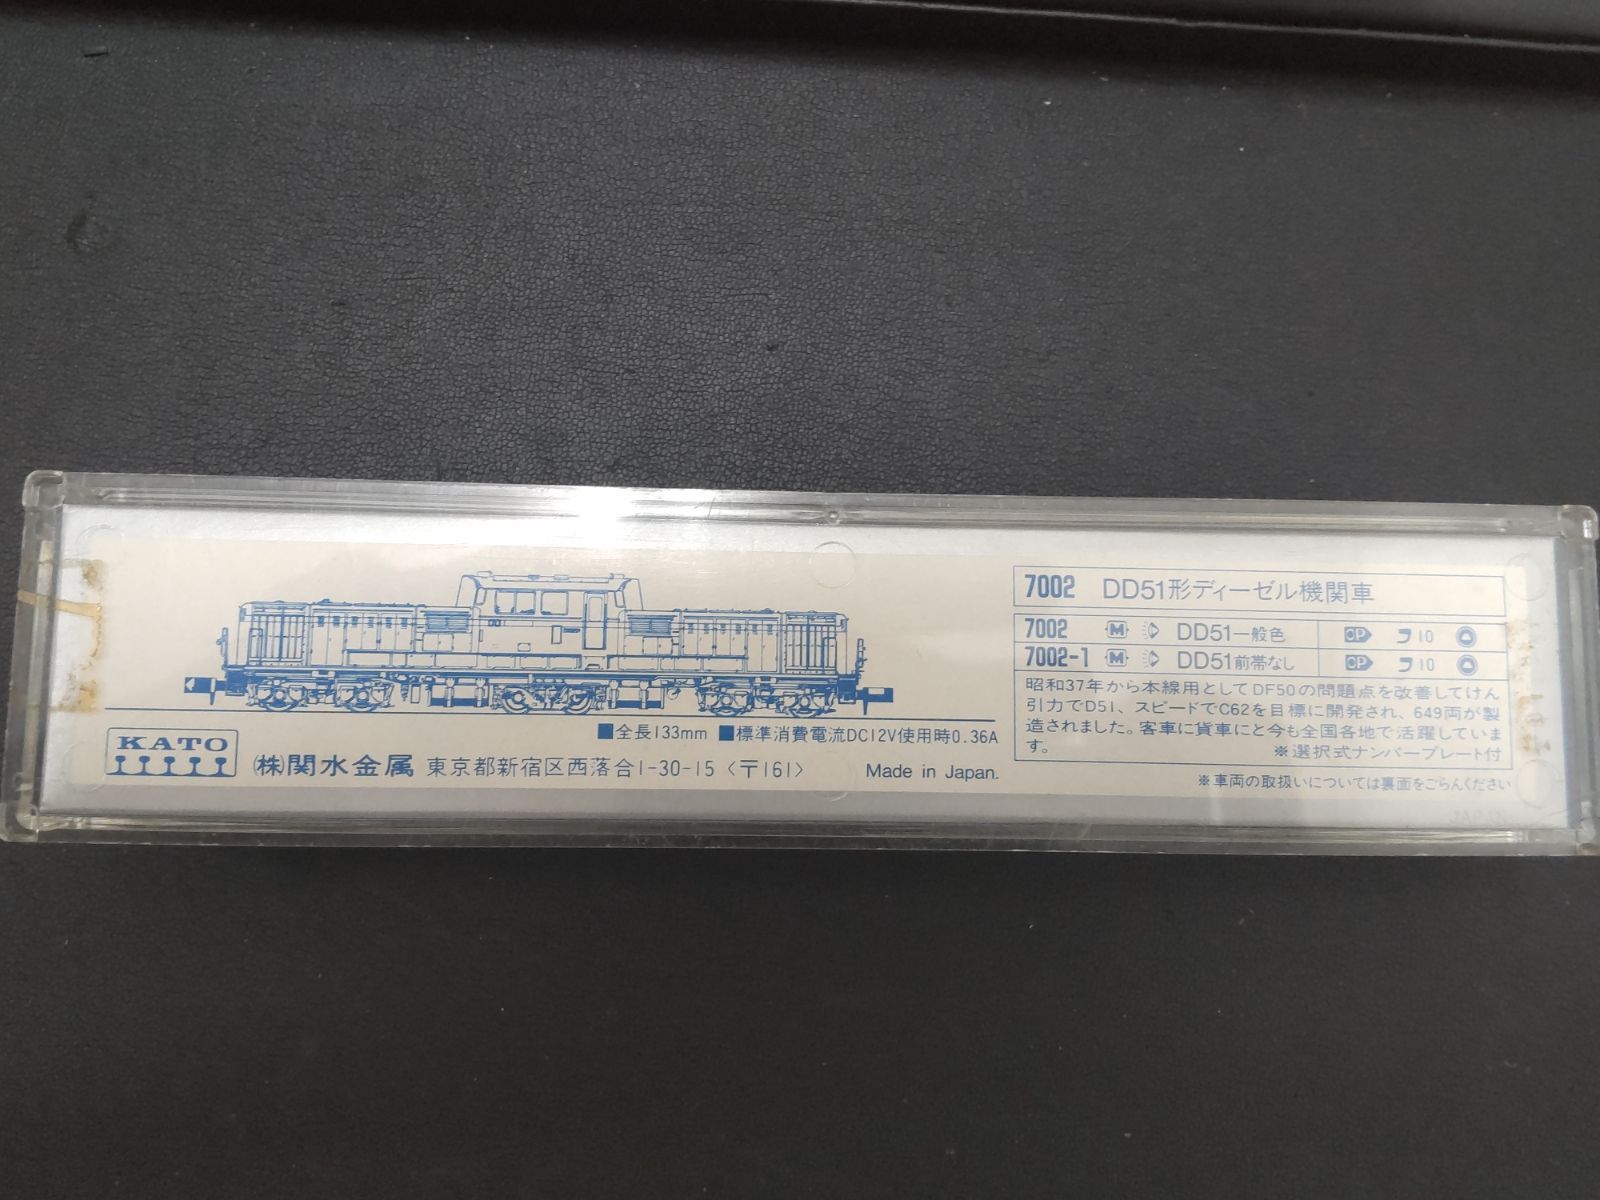 7002 DD51形ディーゼル機関車
7002 M DD51一般色 CP 10
7002-1 M DD51前帯なし CP 10
昭和37年から本線用としてDF50の問題点を改善してけん
引力でD51、スピードでC62を目標に開発され、649両が製
造されました。客車に貨車にと今も全国各地で活躍していま
す。 ※選択式ナンバープレート付
※車両の取扱いについては裏面をごらんください
■全長133mm ■標準消費電流DC12V使用時0.36A
KATO
(株)関水金属 東京都新宿区西落合1-30-15〈〒161〉 Made in Japan.